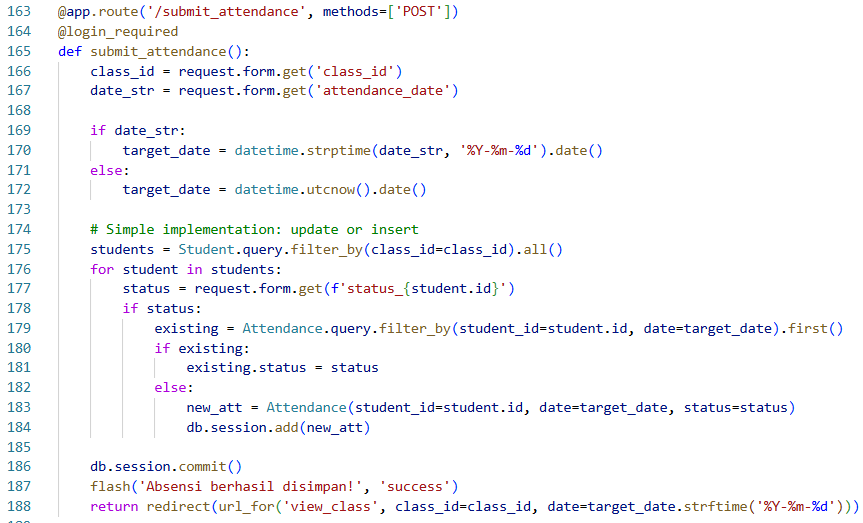 163 @app.route('/submit_attendance', methods=['POST'])
164 @login_required
165 def submit_attendance():
166     class_id = request.form.get('class_id')
167     date_str = request.form.get('attendance_date')
168
169     if date_str:
170         target_date = datetime.strptime(date_str, '%Y-%m-%d').date()
171     else:
172         target_date = datetime.utcnow().date()
173
174     # Simple implementation: update or insert
175     students = Student.query.filter_by(class_id=class_id).all()
176     for student in students:
177         status = request.form.get(f'status_{student.id}')
178         if status:
179             existing = Attendance.query.filter_by(student_id=student.id, date=target_date).first()
180             if existing:
181                 existing.status = status
182             else:
183                 new_att = Attendance(student_id=student.id, date=target_date, status=status)
184                 db.session.add(new_att)
185
186     db.session.commit()
187     flash('Absensi berhasil disimpan!', 'success')
188     return redirect(url_for('view_class', class_id=class_id, date=target_date.strftime('%Y-%m-%d')))